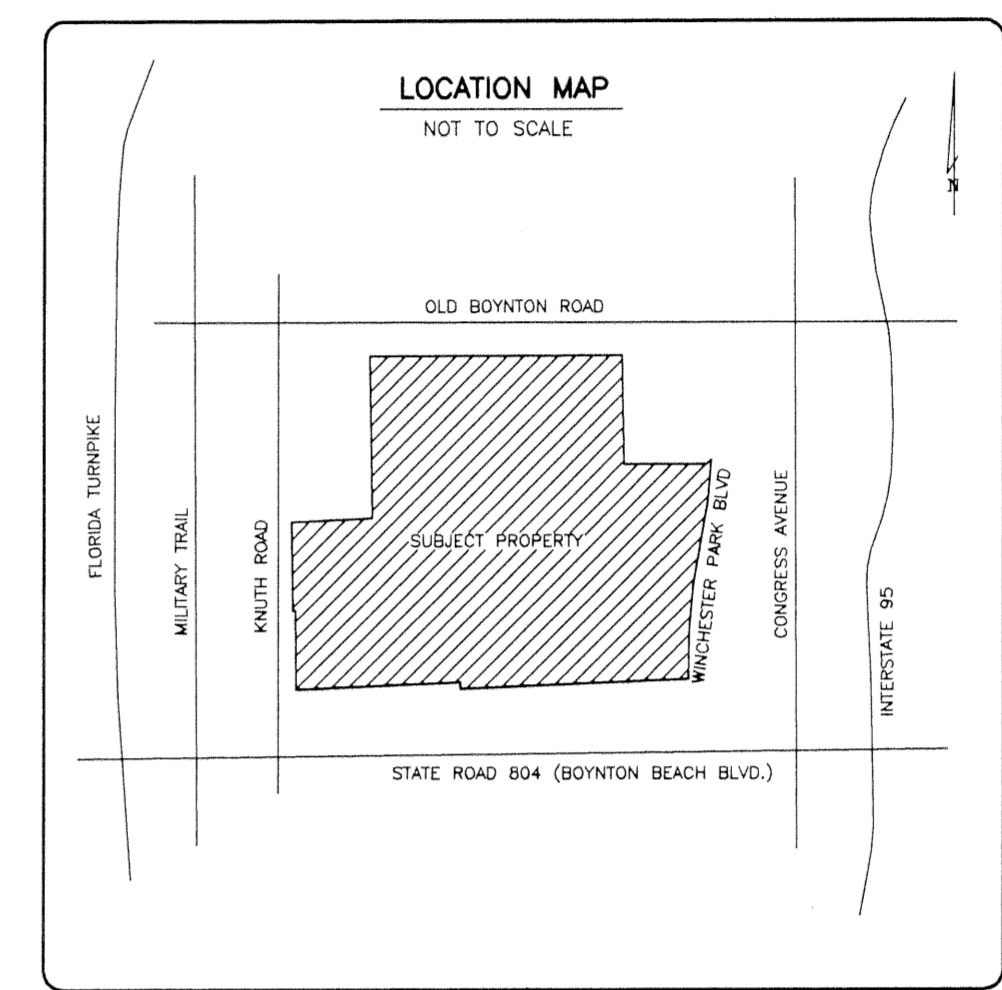 LOCATION MAP
NOT TO SCALE
N
OLD BOYNTON ROAD
FLORIDA TURNPIKE
MILITARY TRAIL
KNUTH ROAD
SUBJECT PROPERTY
WINCHESTER PARK BLVD
CONGRESS AVENUE
INTERSTATE 95
STATE ROAD 804 (BOYNTON BEACH BLVD.)